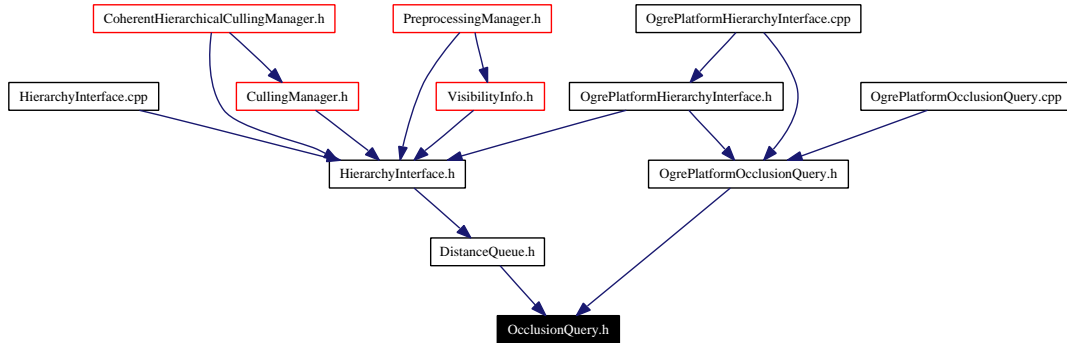 CoherentHierarchicalCullingManager.h
PreprocessingManager.h
OgrePlatformHierarchyInterface.cpp
HierarchyInterface.cpp
CullingManager.h
VisibilityInfo.h
OgrePlatformHierarchyInterface.h
OgrePlatformOcclusionQuery.cpp
HierarchyInterface.h
OgrePlatformOcclusionQuery.h
DistanceQueue.h
OcclusionQuery.h